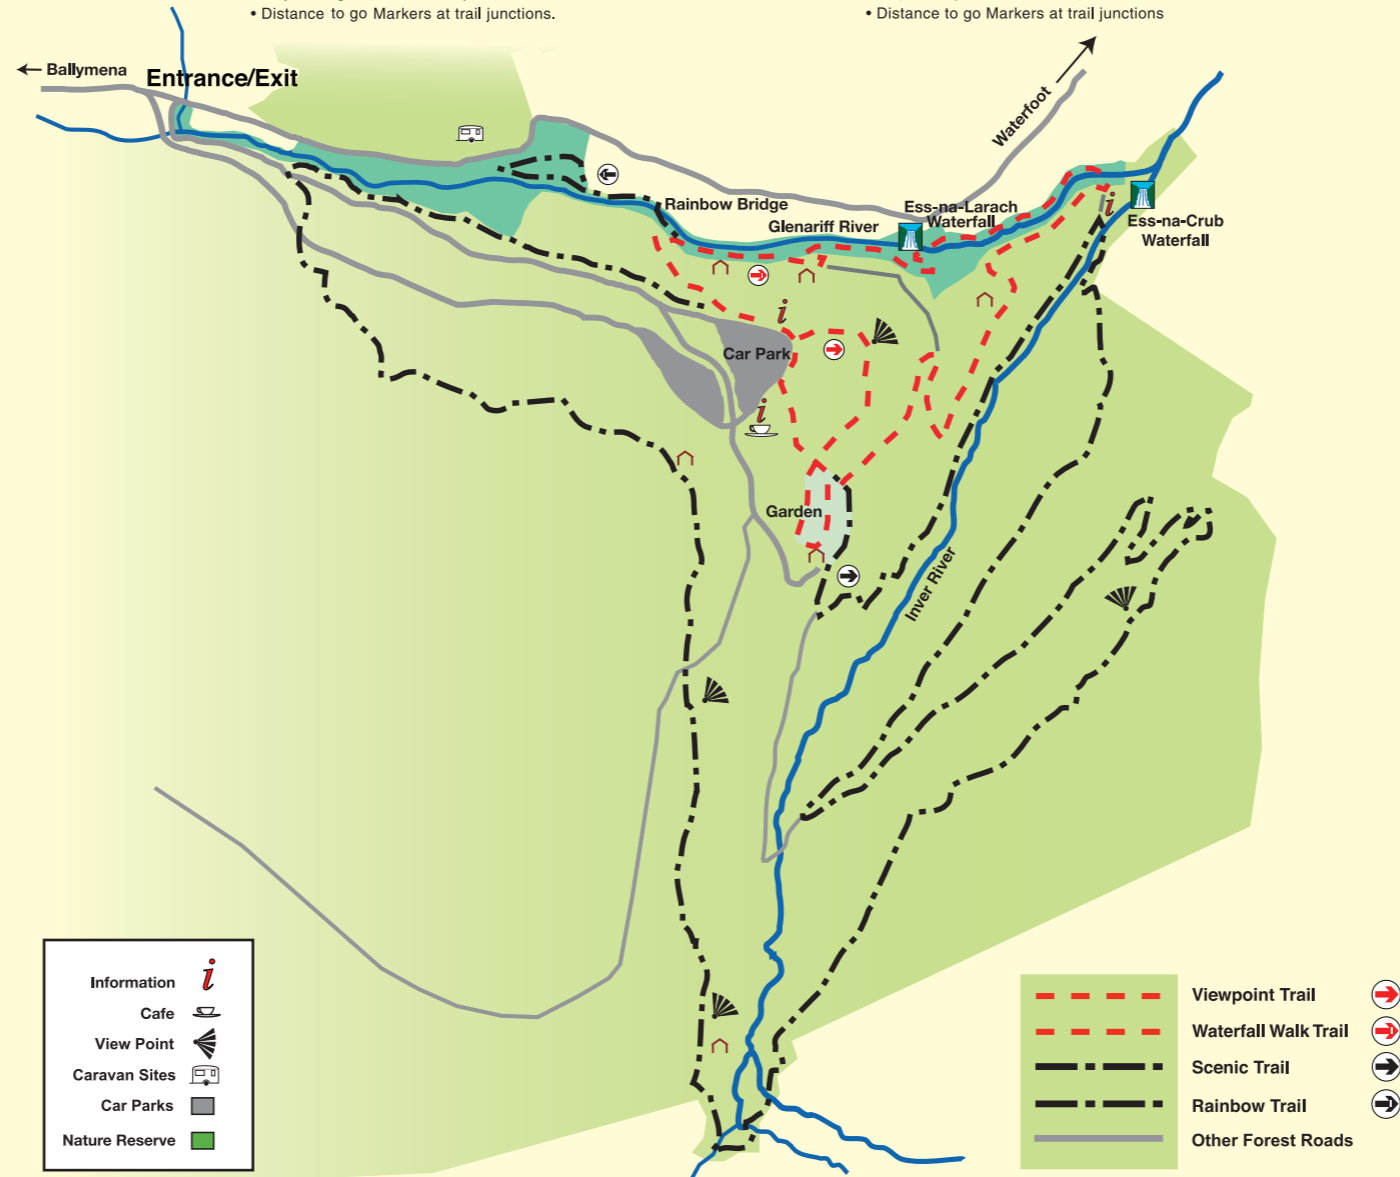 • Distance to go Markers at trail junctions.
• Distance to go Markers at trail junctions
Ballymena
Entrance/Exit
Waterfoot
Rainbow Bridge
Glenariff River
Ess-na-Larach
Waterfall
Ess-na-Crub
Waterfall
i
i
Car Park
i
Garden
Inver River
Information i
Cafe
View Point
Caravan Sites
Car Parks
Nature Reserve
Viewpoint Trail
Waterfall Walk Trail
Scenic Trail
Rainbow Trail
Other Forest Roads